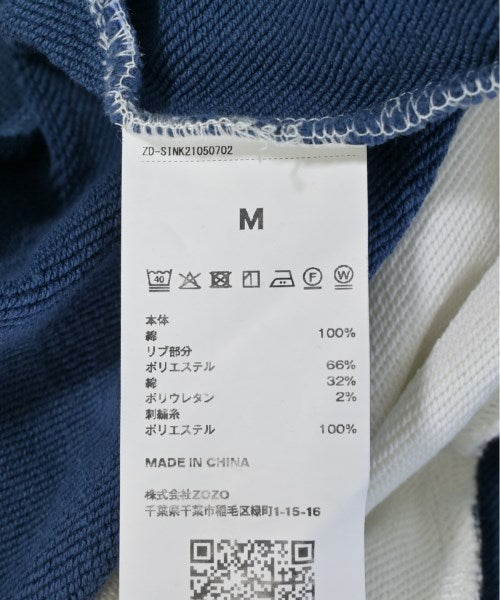 ZD-SINK21050702
M
40 F W
本体
綿 100%
リブ部分
ポリエステル 66%
綿 32%
ポリウレタン 2%
刺繍糸
ポリエステル 100%
MADE IN CHINA
株式会社ZOZO
千葉県千葉市稲毛区緑町1-15-16